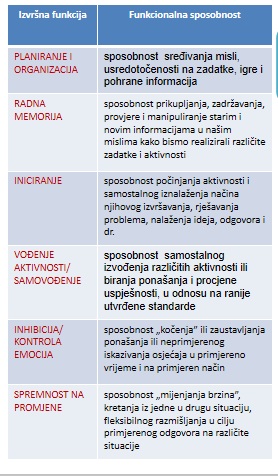 Izvršna funkcija
Funkcionalna sposobnost
PLANIRANJE I
ORGANIZACIJA
sposobnost sređivanja misli,
usredotočenosti na zadatke, igre i
pohrane informacija
RADNA
MEMORIJA
sposobnost prikupljanja, zadržavanja,
provjere i manipuliranje starim i
novim informacijama u našim
mislima kako bismo realizirali različite
zadatke i aktivnosti
INICIRANJE
sposobnost počinjanja aktivnosti i
samostalnog iznalaženja načina
njihovog izvršavanja, rješavanja
problema, nalaženja ideja, odgovora i
dr.
VOĐENJE
AKTIVNOSTI/
SAMOVOĐENJE
sposobnost samostalnog
izvođenja različitih aktivnosti ili
biranja ponašanja i procjene
uspješnosti, u odnosu na ranije
utvrđene standarde
INHIBICIJA/
KONTROLA
EMOCIJA
sposobnost „kočenja" ili zaustavljanja
ponašanja ili neprimjerenog
iskazivanja osjećaja u primjereno
vrijeme i na primjeren način
SPREMNOST NA
PROMJENE
sposobnost „mijenjanja brzina",
kretanja iz jedne u drugu situaciju,
fleksibilnog razmišljanja u cilju
primjerenog odgovora na različite
situacije